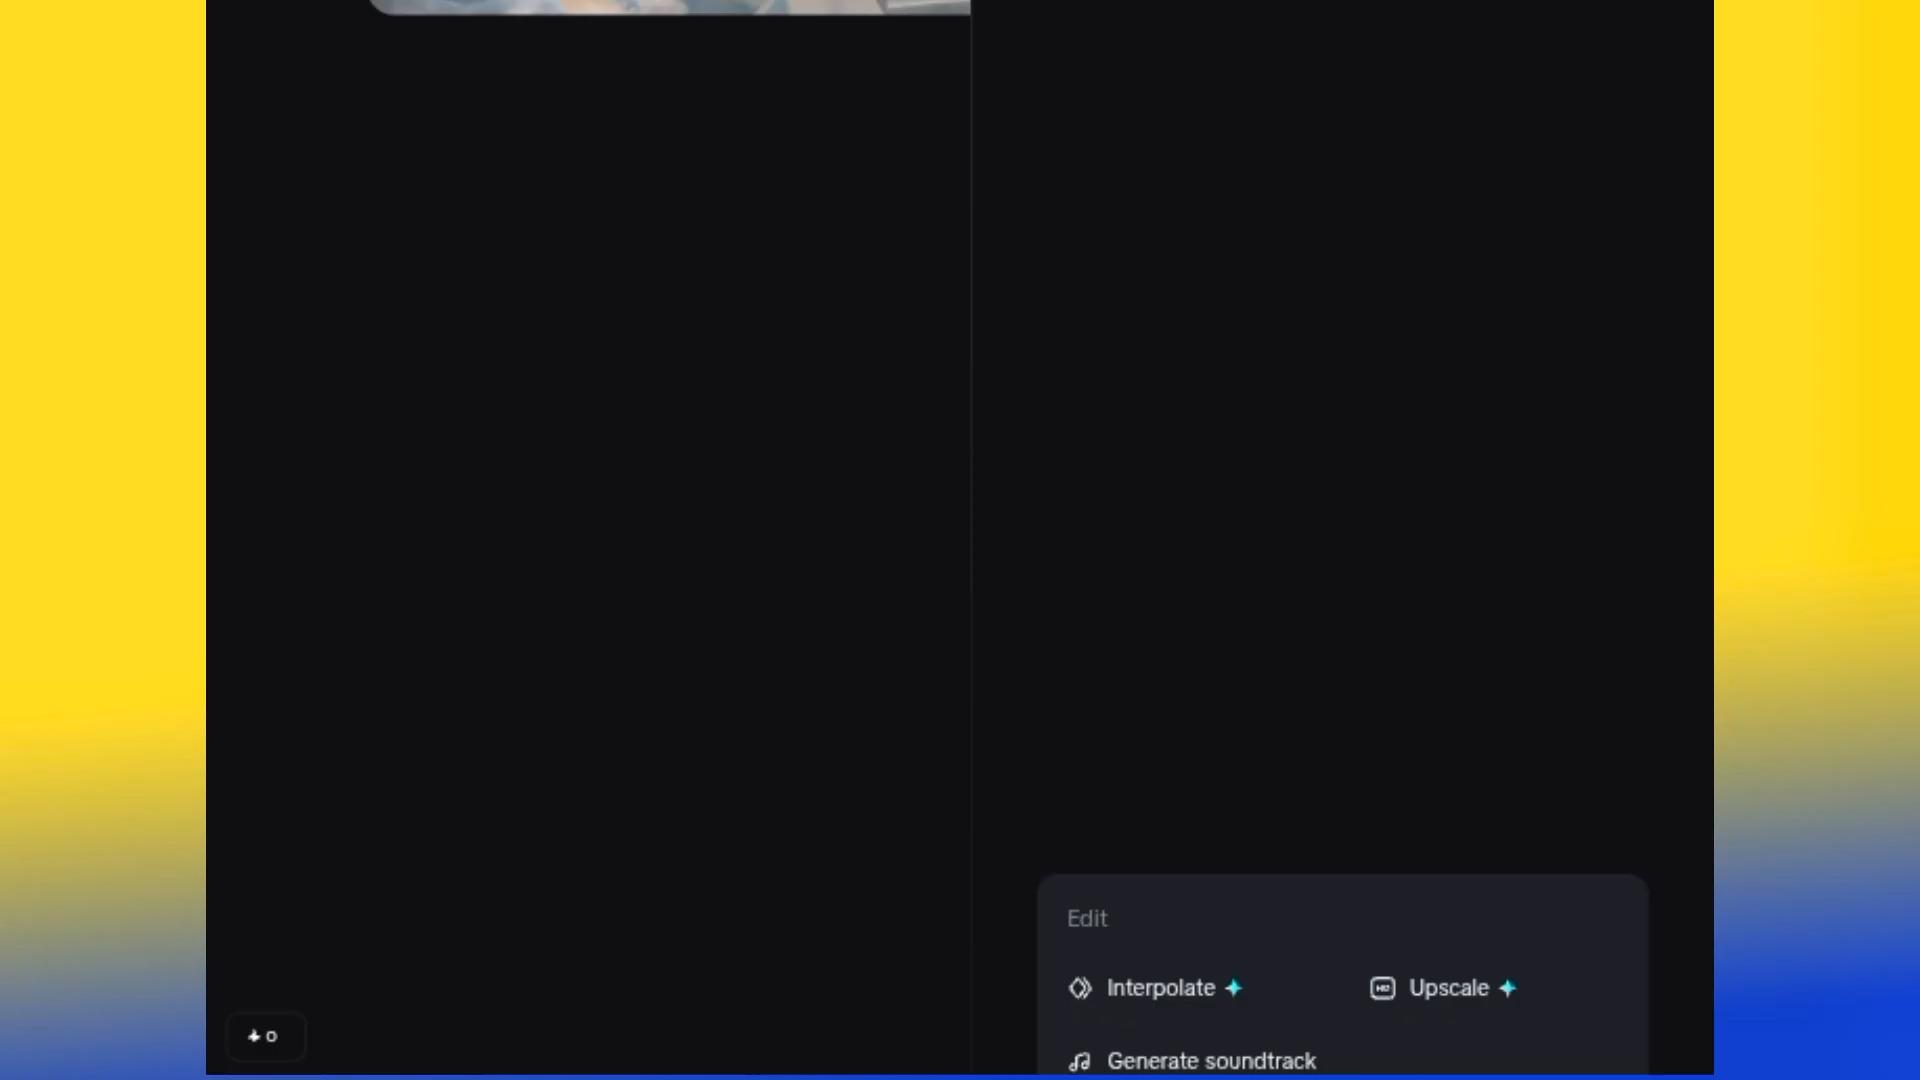 Edit
Interpolate
Upscale
Generate soundtrack
0